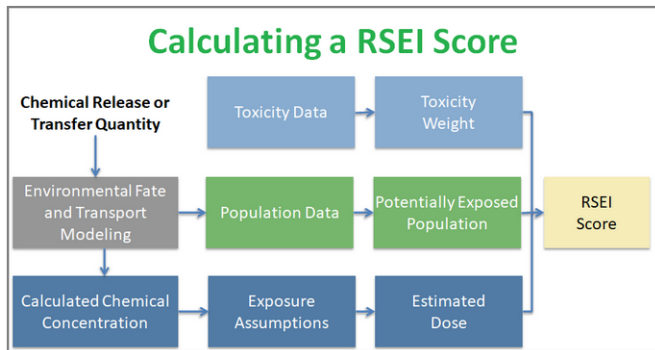 Calculating a RSEI Score
Chemical Release or
Transfer Quantity
Toxicity Data
Toxicity
Weight
Environmental Fate
and Transport
Modeling
Population Data
Potentially Exposed
Population
RSEI
Score
Calculated Chemical
Concentration
Exposure
Assumptions
Estimated
Dose